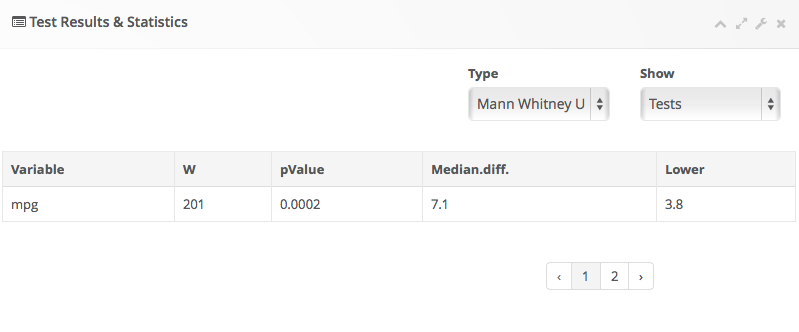 Test Results & Statistics
Type Show
Mann Whitney U Tests
Variable W pValue Median.diff. Lower
mpg 201 0.0002 7.1 3.8
‹ 1 2 ›